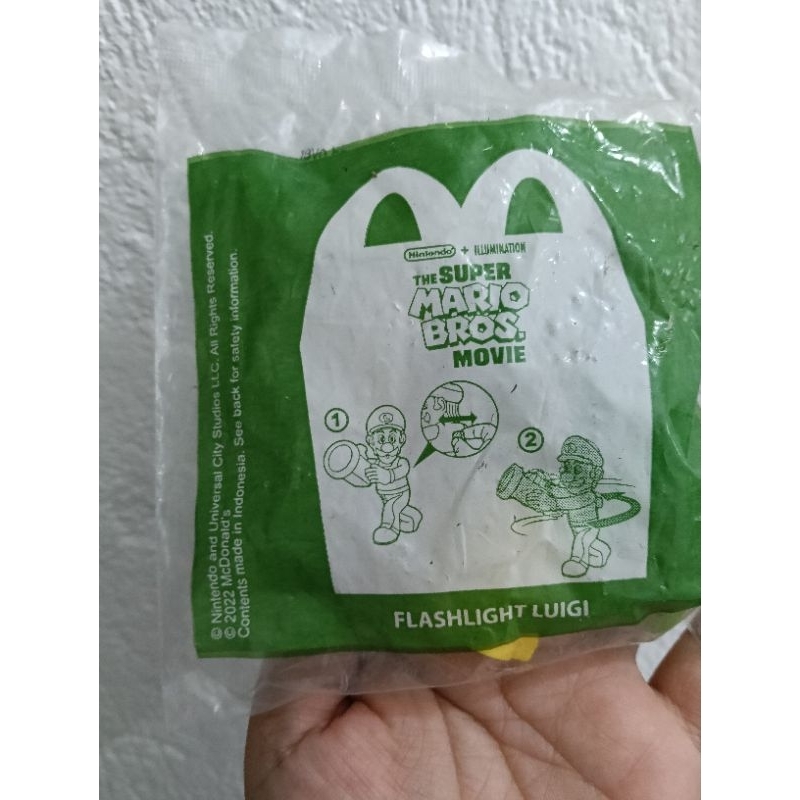 Nintendo + ILLUMINATION
THE SUPER
MARIO
BROS.
MOVIE
1
2
FLASHLIGHT LUIGI
© Nintendo and Universal City Studios LLC. All Rights Reserved.
© 2022 McDonald's
Contents made in Indonesia. See back for safety information.